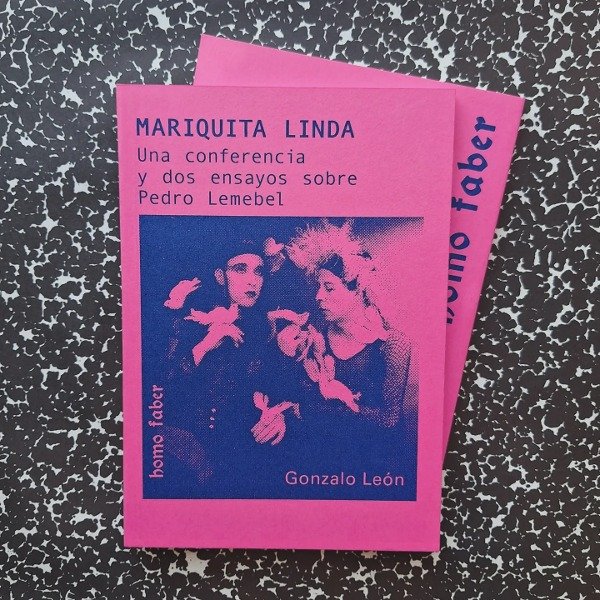 MARIQUITA LINDA
Una conferencia
y dos ensayos sobre
Pedro Lemebel
homo faber
Gonzalo León
homo faber